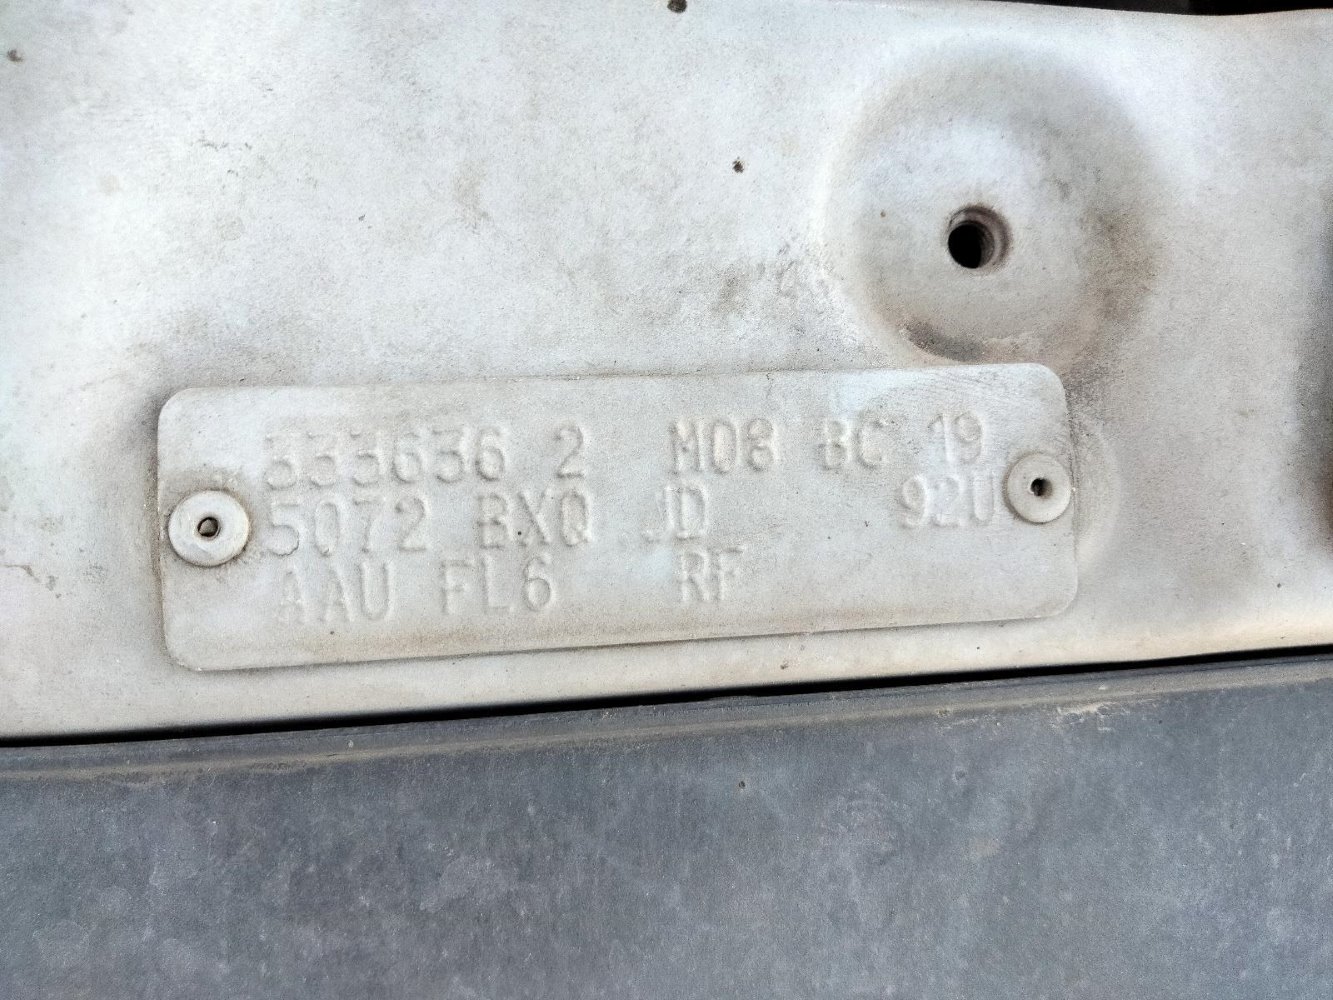 333636 2 M08 BC 19
5072 BXQ JD 92U
AAU FL6 RF